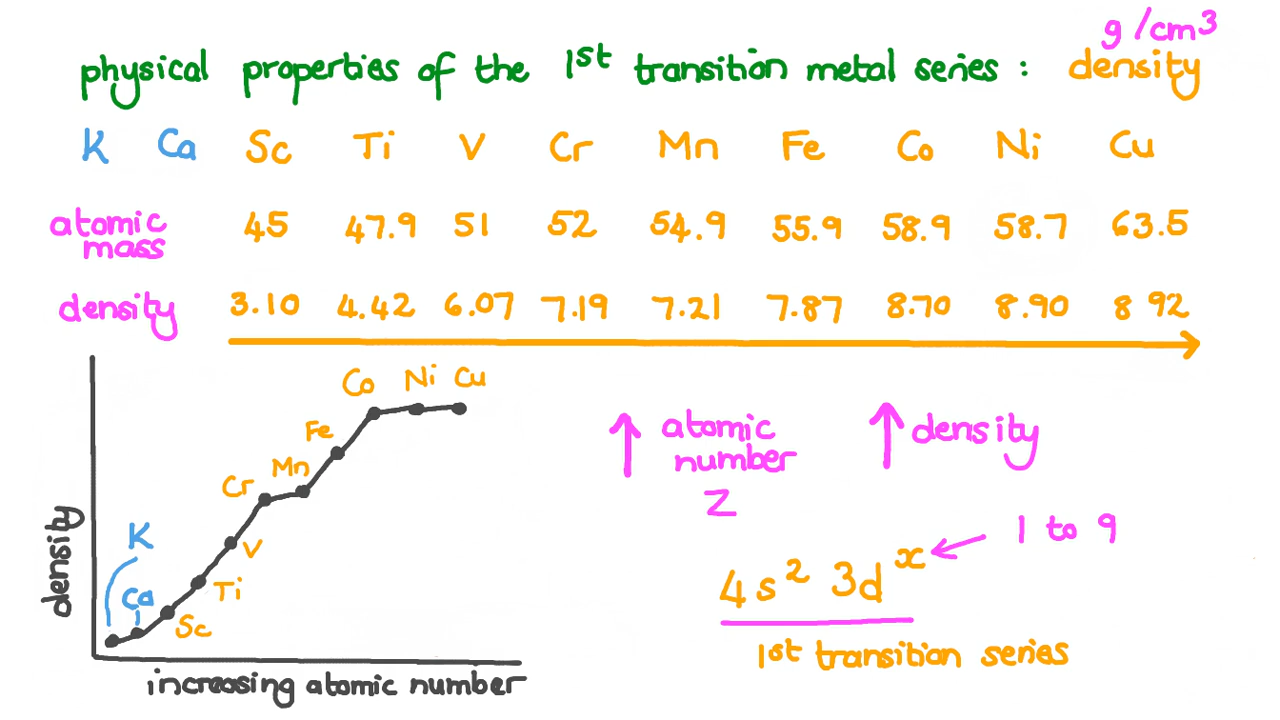 g/cm³
physical properties of the 1st transition metal series : density
K Ca Sc Ti V Cr Mn Fe Co Ni Cu
atomic mass 45 47.9 51 52 54.9 55.9 58.9 58.7 63.5
density 3.10 4.42 6.07 7.19 7.21 7.87 8.70 8.90 8 92
Co Ni Cu
Fe
Mn
Cr
K
V
Ca
Ti
Sc
density
increasing atomic number
↑ atomic number Z ↑ density
1 to 9
4s² 3dˣ
1st transition series